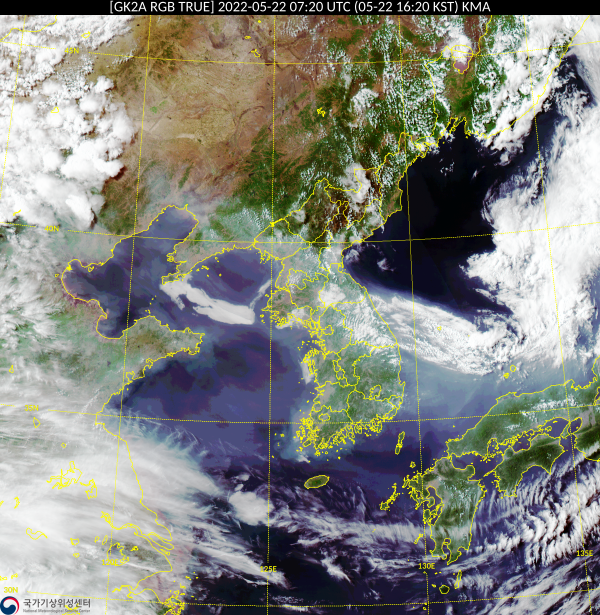 [GK2A RGB TRUE] 2022-05-22 07:20 UTC (05-22 16:20 KST) KMA
125E
130E
135E
30N
국가기상위성센터
National Meteorological Satellite Center